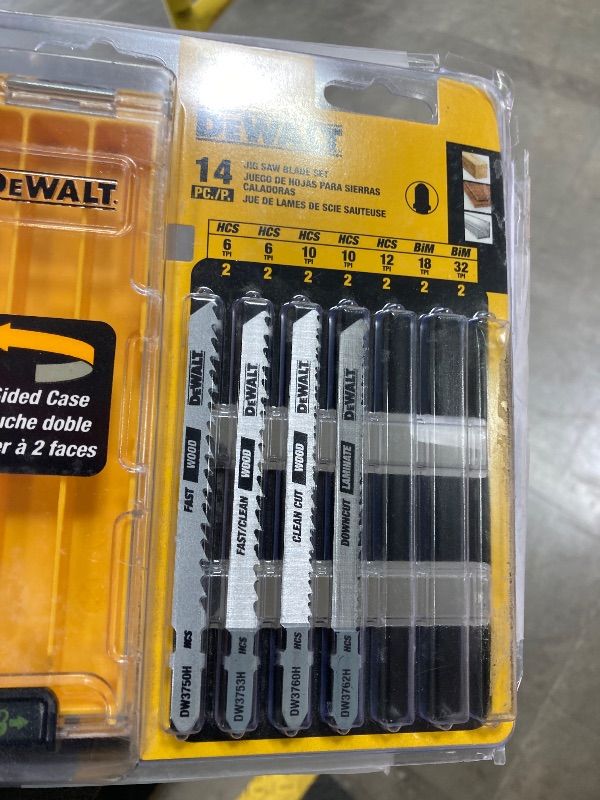 DEWALT
DEWALT.
14
PC./P.
JIG SAW BLADE SET
JUEGO DE HOJAS PARA SIERRAS
CALADORAS
JUE DE LAMES DE SCIE SAUTEUSE
HCS HCS HCS HCS HCS BiM BiM
6 6 10 10 12 18 32
TPI TPI TPI TPI TPI TPI TPI
2 2 2 2 2 2 2
Sided Case
uche doble
er à 2 faces
DEWALT
WOOD
FAST
HCS
DW3750H
DEWALT
WOOD
FAST/CLEAN
HCS
DW3753H
DEWALT
WOOD
CLEAN CUT
HCS
DW3760H
DEWALT
LAMINATE
DOWNCUT
HCS
DW3762H